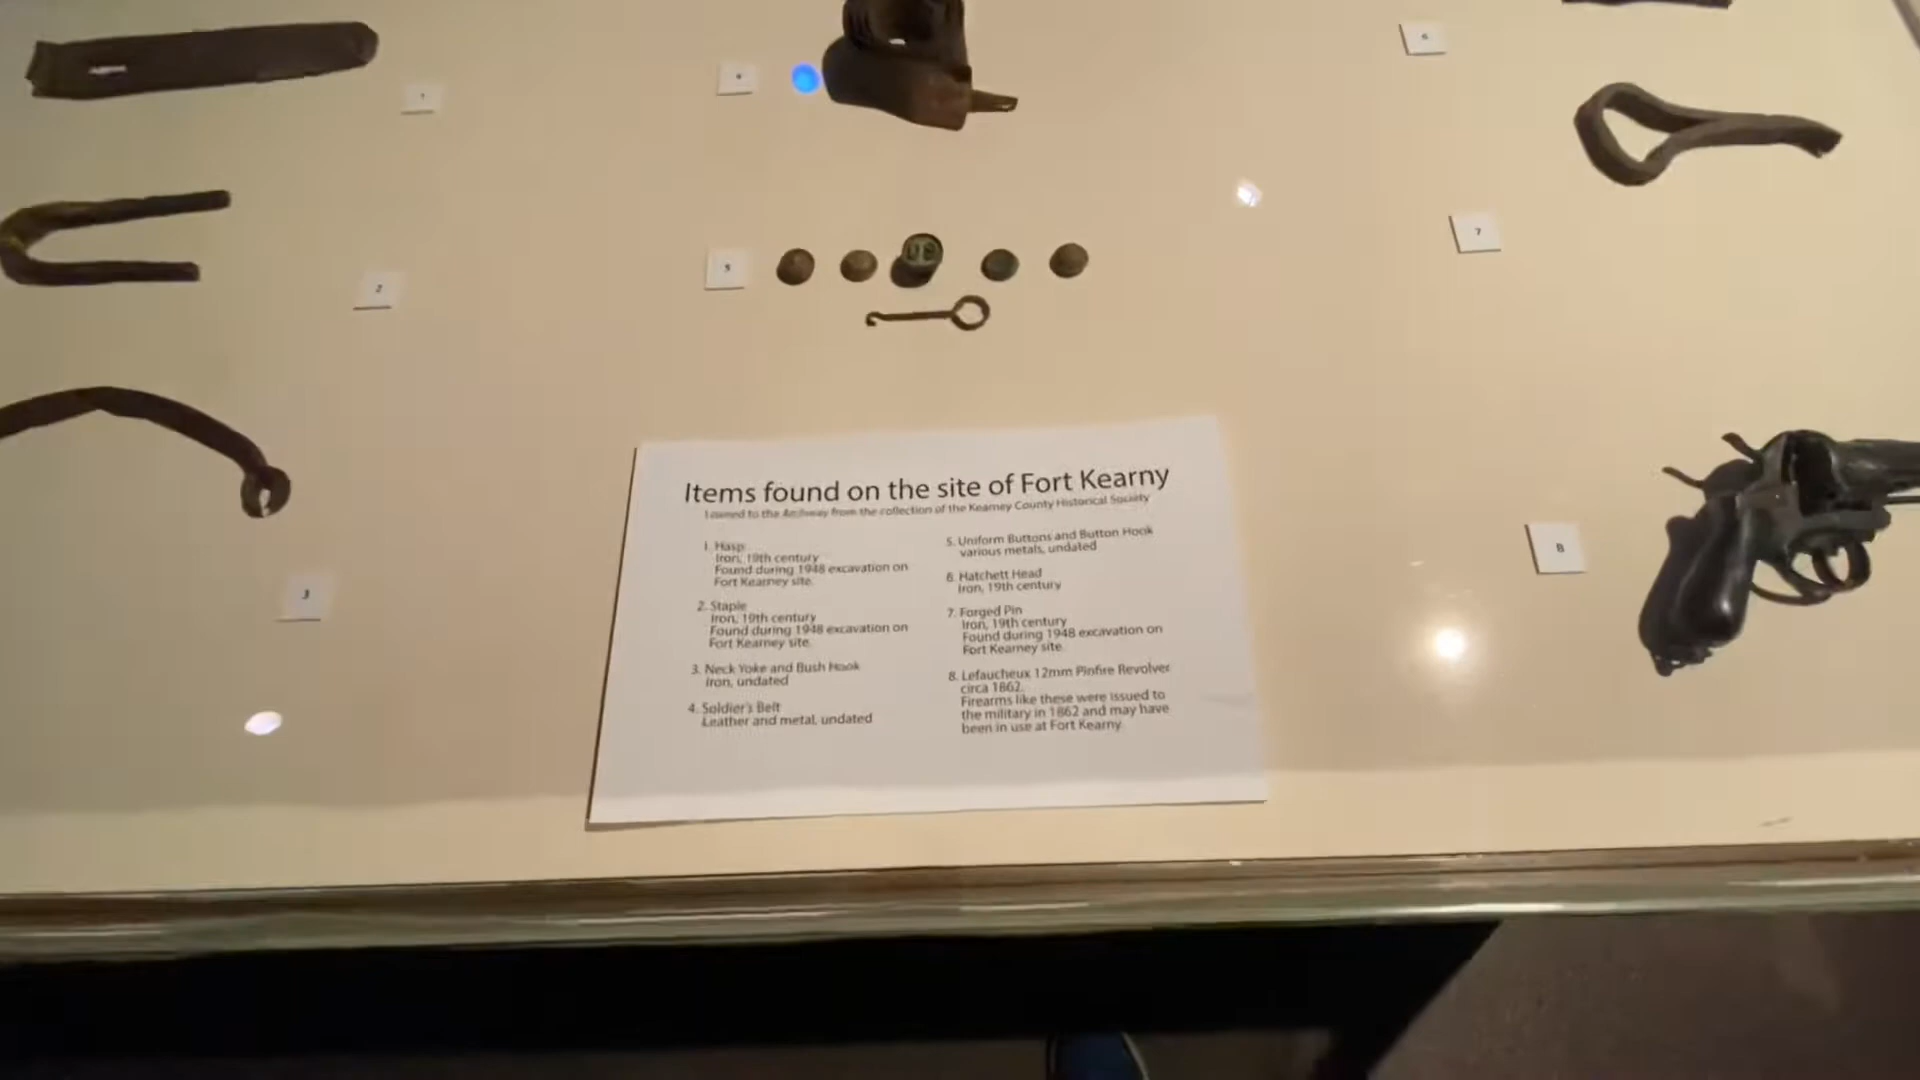 6
4
1
7
5
US
2
8
3
Items found on the site of Fort Kearny
Loaned to the Archway from the collection of the Kearney County Historical Society
1. Hasp
Iron, 19th century
Found during 1948 excavation on
Fort Kearney site.
2. Staple
Iron, 19th century
Found during 1948 excavation on
Fort Kearney site.
3. Neck Yoke and Bush Hook
Iron, undated
4. Soldier's Belt
Leather and metal, undated
5. Uniform Buttons and Button Hook
various metals, undated
6. Hatchett Head
Iron, 19th century
7. Forged Pin
Iron, 19th century
Found during 1948 excavation on
Fort Kearney site.
8. Lefaucheux 12mm Pinfire Revolver
circa 1862.
Firearms like these were issued to
the military in 1862 and may have
been in use at Fort Kearny.